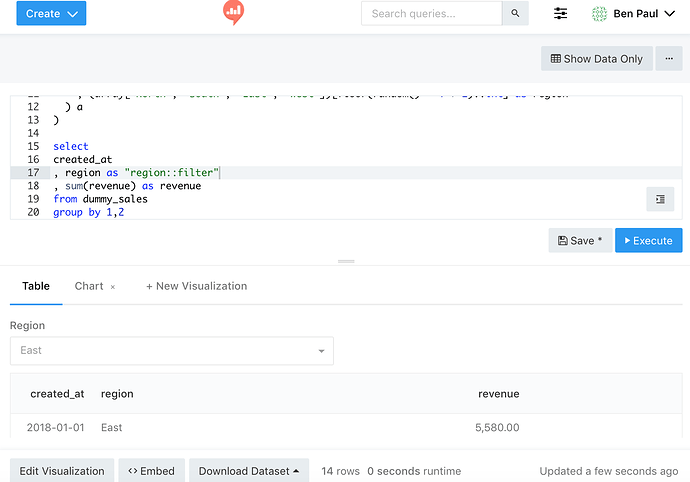 Create
Search queries...
Ben Paul
Show Data Only
...
12 ) a
13 )
14
15 select
16 created_at
17 , region as "region::filter"
18 , sum(revenue) as revenue
19 from dummy_sales
20 group by 1,2
Save *
Execute
Table Chart × + New Visualization
Region
East
created_at region revenue
2018-01-01 East 5,580.00
Edit Visualization <> Embed Download Dataset 14 rows 0 seconds runtime Updated a few seconds ago